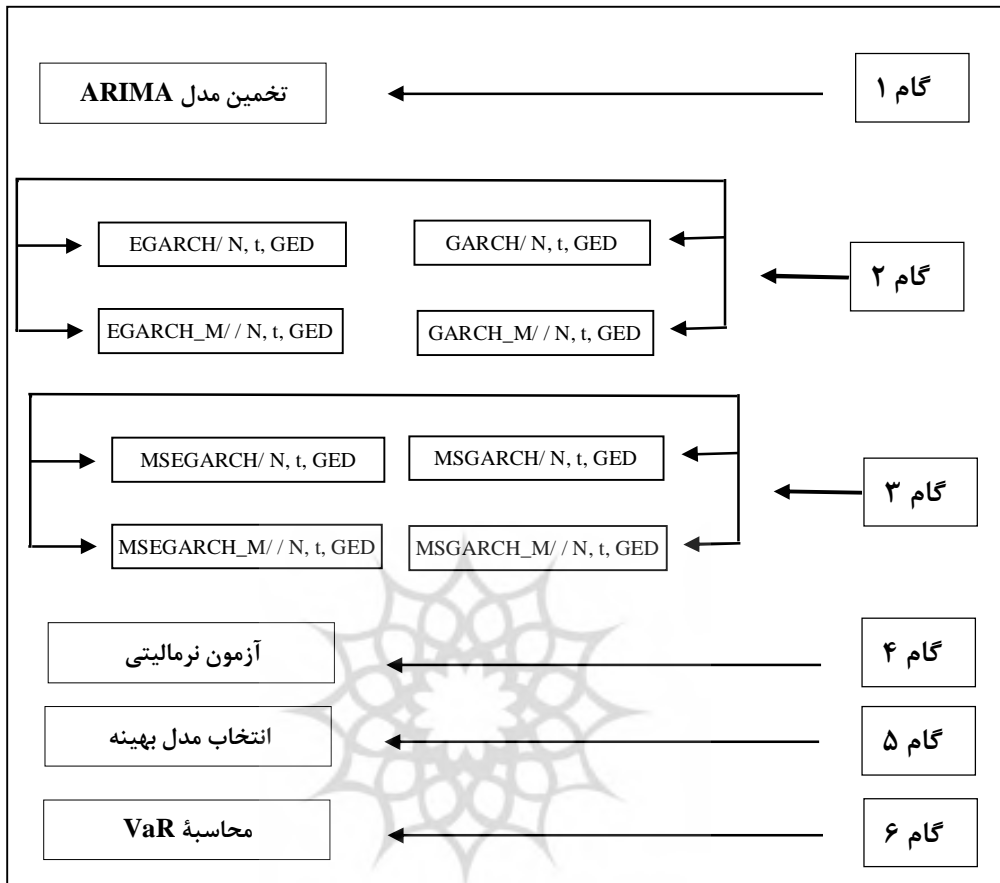 گام ۱
تخمین مدل ARIMA
گام ۲
GARCH/ N, t, GED
EGARCH/ N, t, GED
GARCH_M/ / N, t, GED
EGARCH_M/ / N, t, GED
گام ۳
MSGARCH/ N, t, GED
MSEGARCH/ N, t, GED
MSGARCH_M/ / N, t, GED
MSEGARCH_M/ / N, t, GED
گام ۴
آزمون نرمالیتی
گام ۵
انتخاب مدل بهینه
گام ۶
محاسبۀ VaR